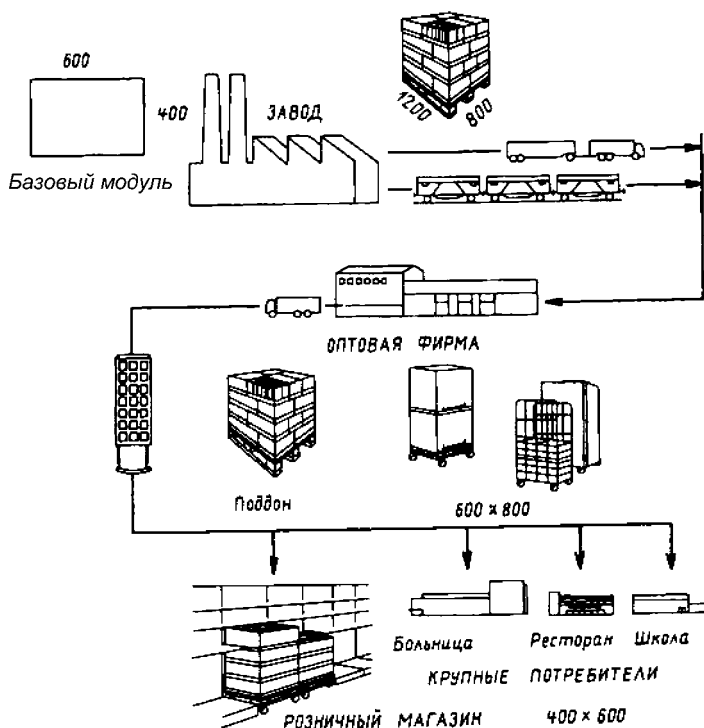 600
400
Базовый модуль
ЗАВОД
1200
800
ОПТОВАЯ ФИРМА
Поддон
600 × 800
Больница
Ресторан
Школа
КРУПНЫЕ ПОТРЕБИТЕЛИ
РОЗНИЧНЫЙ МАГАЗИН
400 × 600